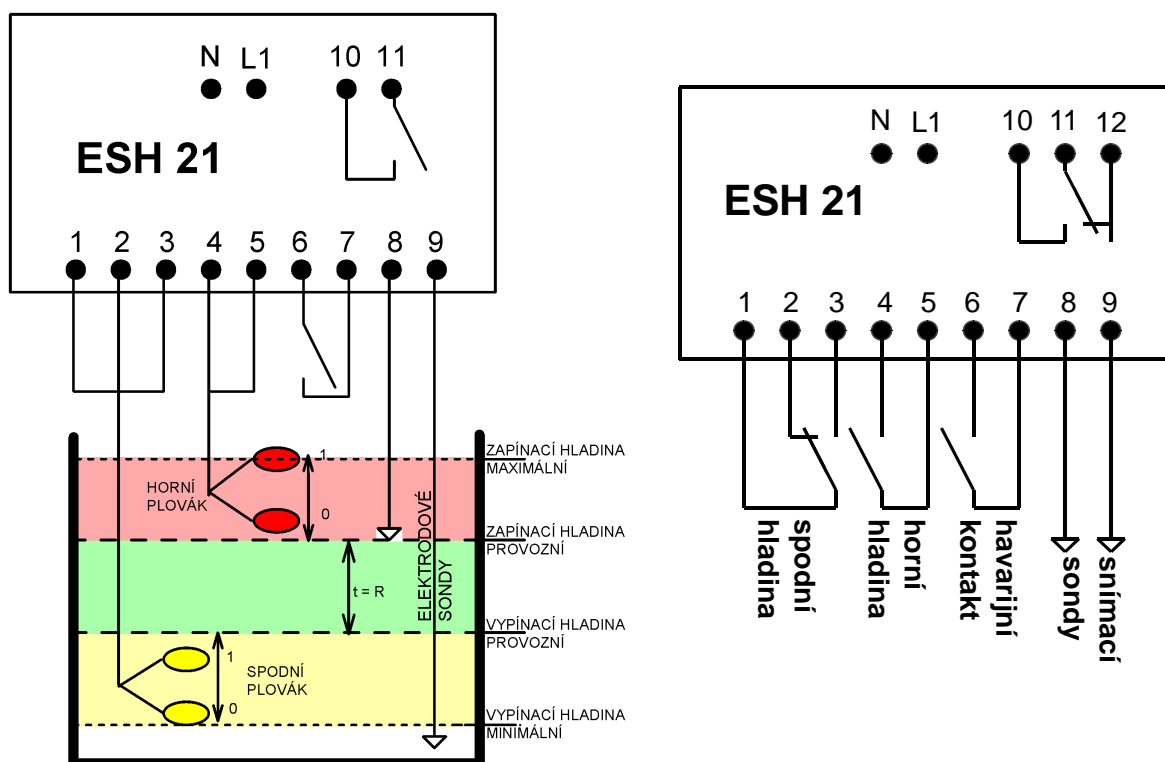 N L1 10 11
ESH 21
1 2 3 4 5 6 7 8 9
ZAPÍNACÍ HLADINA
MAXIMÁLNÍ
HORNÍ
PLOVÁK
1
0
ZAPÍNACÍ HLADINA
PROVOZNÍ
ELEKTRODOVÉ
SONDY
t = R
VYPÍNACÍ HLADINA
PROVOZNÍ
SPODNÍ
PLOVÁK
1
0
VYPÍNACÍ HLADINA
MINIMÁLNÍ
N L1 10 11 12
ESH 21
1 2 3 4 5 6 7 8 9
spodní
hladina
horní
hladina
havarijní
kontakt
snímací
sondy